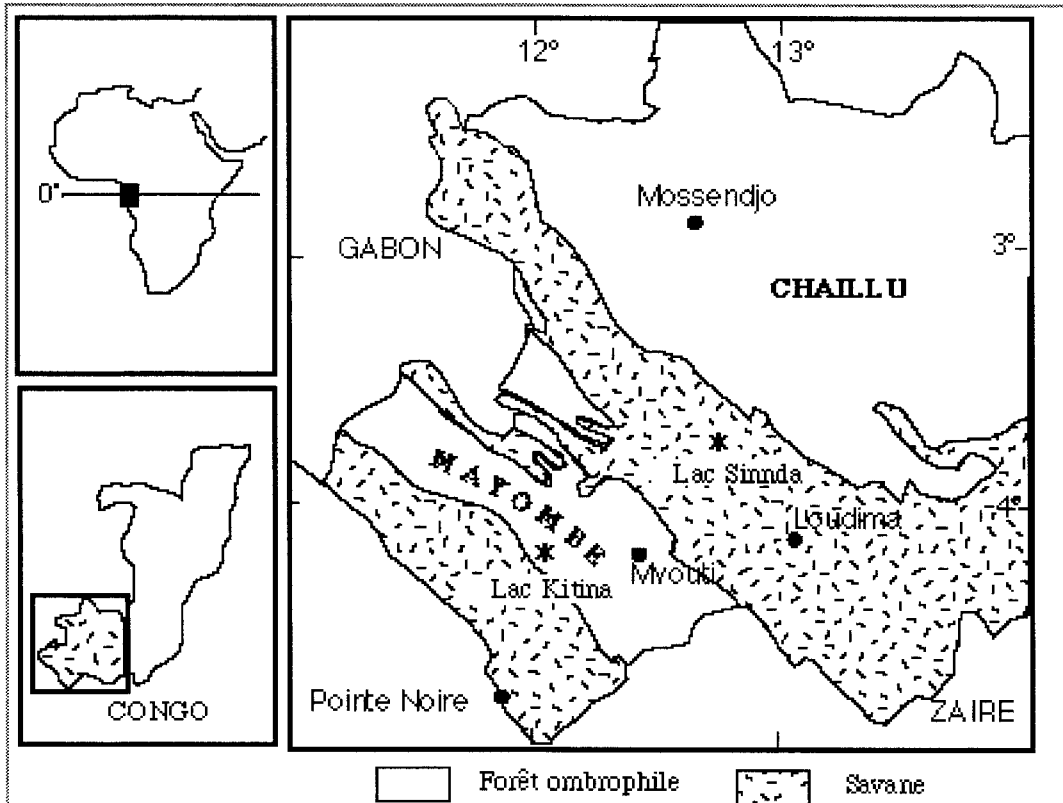 0°
CONGO
12°
13°
Mossendjo
GABON
3°
CHAILLU
MAYOMBE
Lac Sinnda
4°
Loudima
Mvouti
Lac Kitina
Pointe Noire
ZAIRE
Forêt ombrophile
Savane